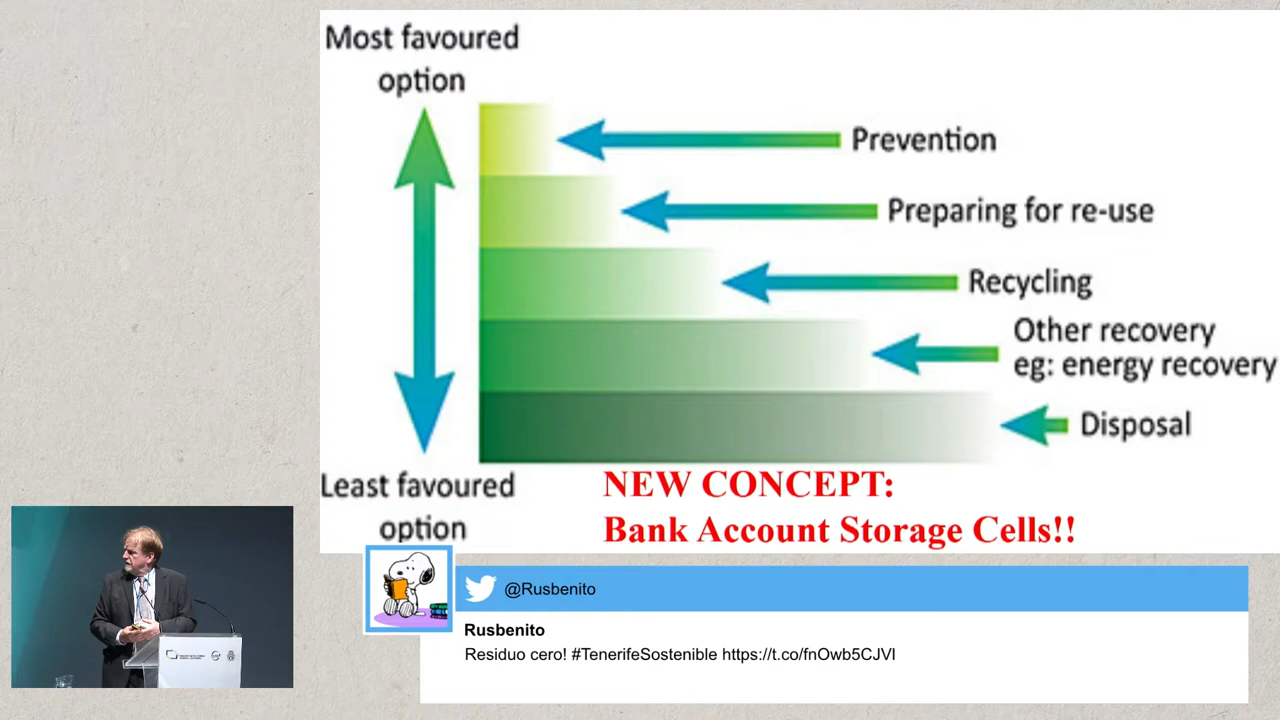 Most favoured
option
Prevention
Preparing for re-use
Recycling
Other recovery
eg: energy recovery
Disposal
Least favoured
option
NEW CONCEPT:
Bank Account Storage Cells!!
@Rusbenito
Rusbenito
Residuo cero! #TenerifeSostenible https://t.co/fnOwb5CJVl